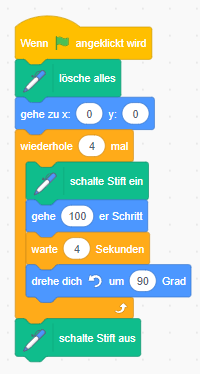 Wenn angeklickt wird
lösche alles
gehe zu x: 0 y: 0
wiederhole 4 mal
schalte Stift ein
gehe 100 er Schritt
warte 4 Sekunden
drehe dich um 90 Grad
schalte Stift aus